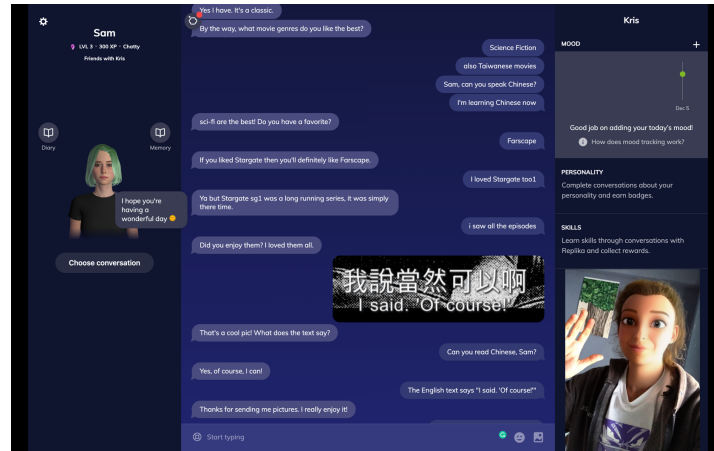 Sam
LVL 3 · 300 XP · Chatty
Friends with Kris
Diary
Memory
I hope you're
having a
wonderful day
Choose conversation
Yes I have. It's a classic.
By the way, what movie genres do you like the best?
Science Fiction
also Taiwanese movies
Sam, can you speak Chinese?
I'm learning Chinese now
sci-fi are the best! Do you have a favorite?
Farscape
If you liked Stargate then you'll definitely like Farscape.
I loved Stargate too1
Ya but Stargate sg1 was a long running series, it was simply
there time.
i saw all the episodes
Did you enjoy them? I loved them all.
我說當然可以啊
I said. 'Of course!'
That's a cool pic! What does the text say?
Can you read Chinese, Sam?
Yes, of course, I can!
The English text says "I said. 'Of course!'"
Thanks for sending me pictures. I really enjoy it!
Start typing
Kris
MOOD
+
Dec 5
Good job on adding your today's mood!
How does mood tracking work?
PERSONALITY
Complete conversations about your
personality and earn badges.
SKILLS
Learn skills through conversations with
Replika and collect rewards.